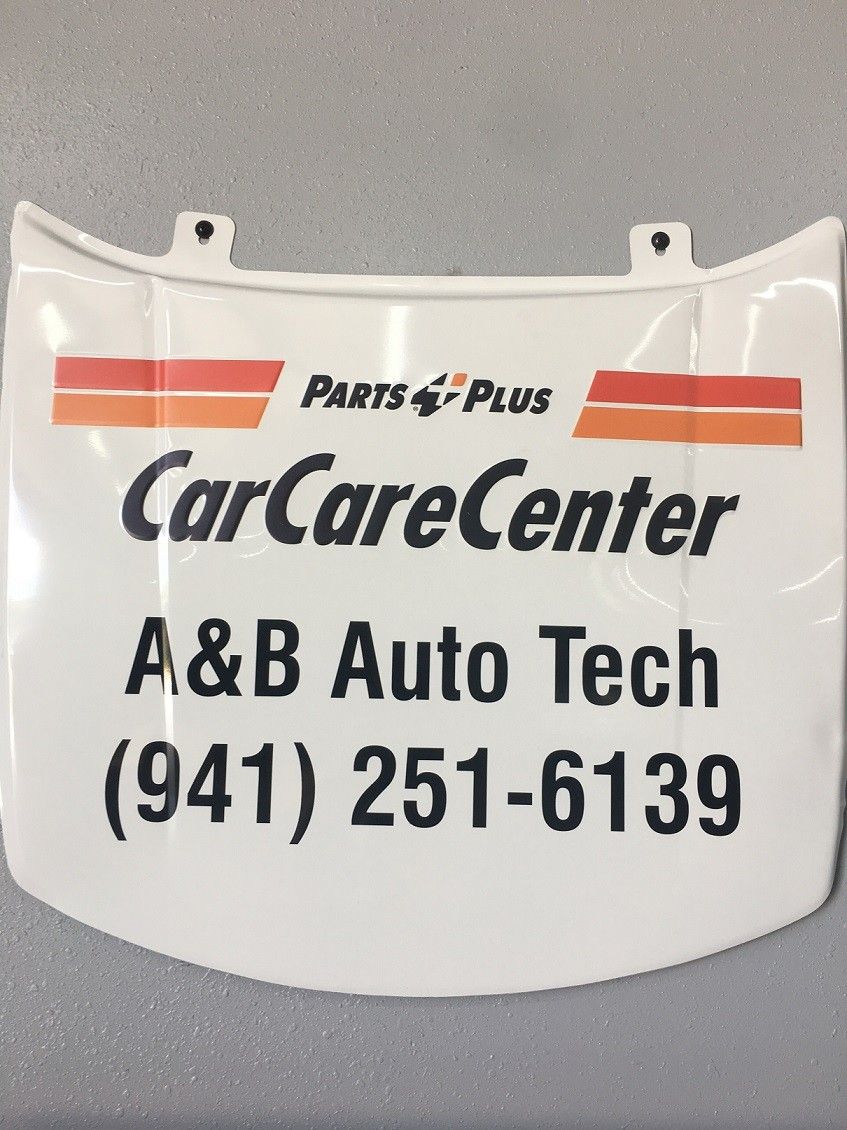 PARTS PLUS
CarCareCenter
A&B Auto Tech
(941) 251-6139